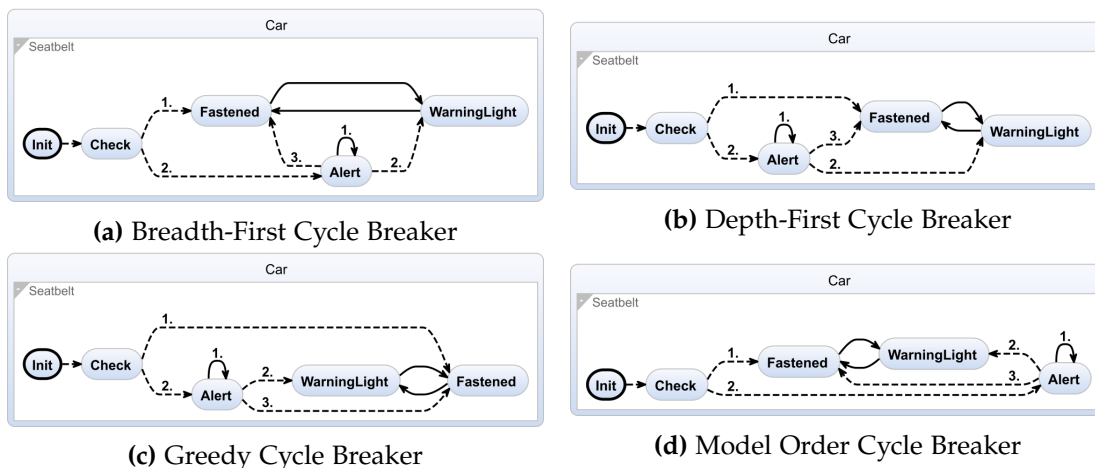 Car
Seatbelt
Init
Check
1.
2.
Fastened
WarningLight
1.
3.
2.
Alert
(a) Breadth-First Cycle Breaker
Car
Seatbelt
Init
Check
1.
2.
1.
Alert
3.
2.
Fastened
WarningLight
(b) Depth-First Cycle Breaker
Car
Seatbelt
Init
Check
1.
2.
1.
Alert
2.
3.
WarningLight
Fastened
(c) Greedy Cycle Breaker
Car
Seatbelt
Init
Check
1.
2.
Fastened
WarningLight
2.
1.
3.
Alert
(d) Model Order Cycle Breaker